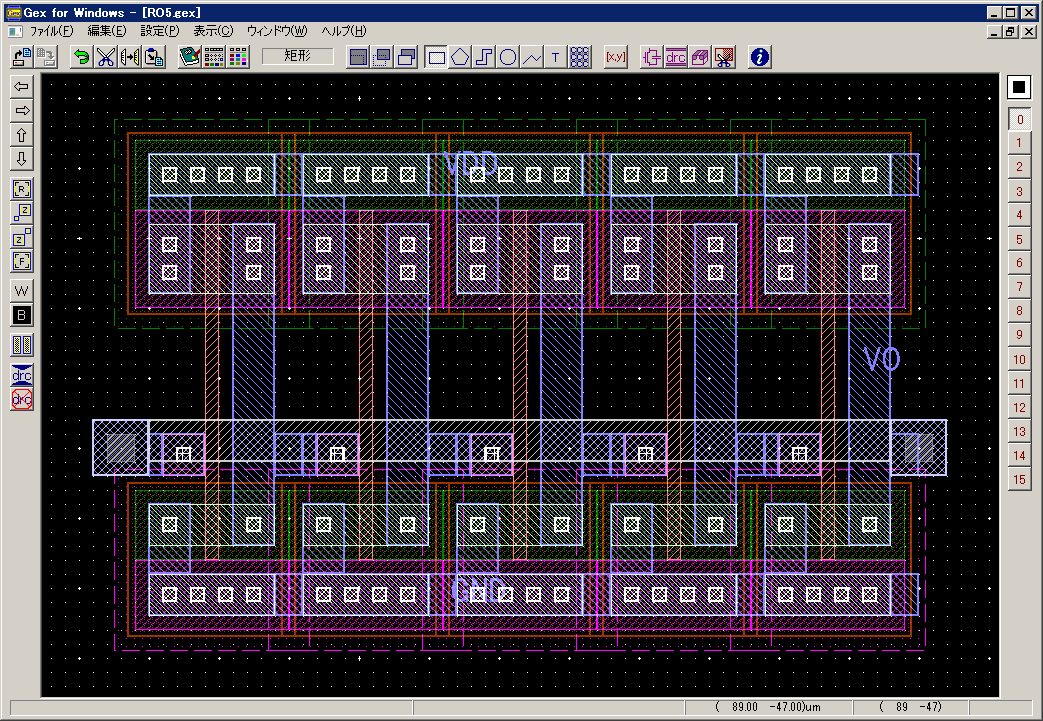 Gex for Windows - [RO5.gex]
ファイル(F) 編集(E) 設定(P) 表示(C) ウィンドウ(W) ヘルプ(H)
矩形 T [x,y] drc i
0
1
2
3
4
5
6
7
8
9
10
11
12
13
14
15
R
Z
Z
F
W
B
drc
drc
VDD
VO
GND
( 89.00 -47.00)um ( 89 -47)